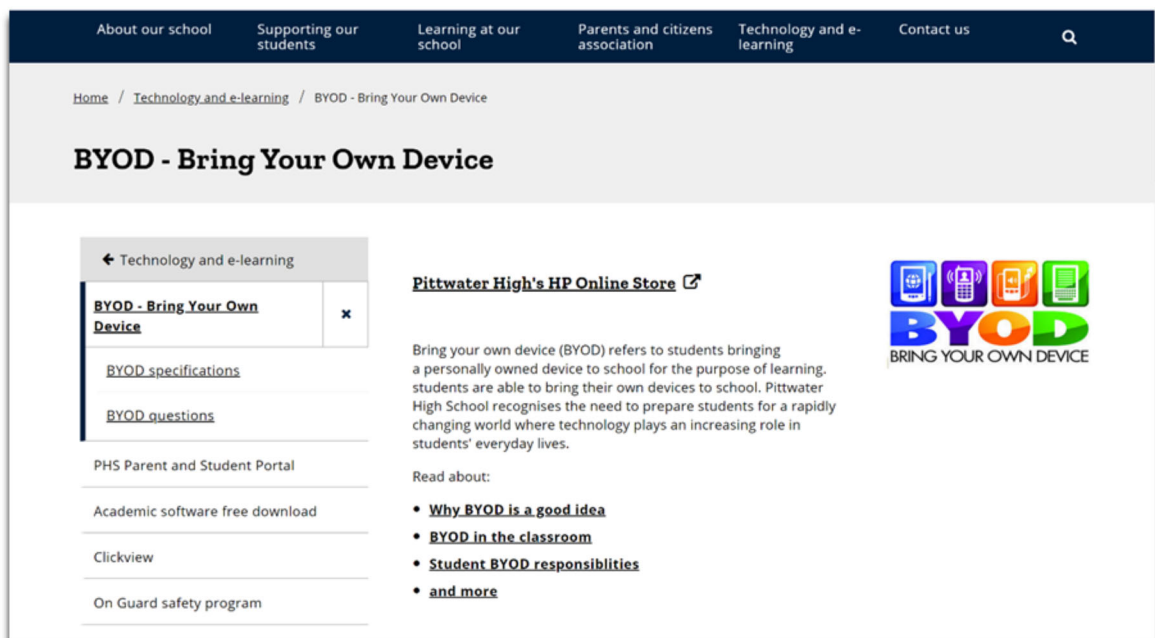 About our school
Supporting our
students
Learning at our
school
Parents and citizens
association
Technology and e-
learning
Contact us
Home / Technology and e-learning / BYOD - Bring Your Own Device
BYOD - Bring Your Own Device
Technology and e-learning
BYOD - Bring Your Own
Device
BYOD specifications
BYOD questions
PHS Parent and Student Portal
Academic software free download
Clickview
On Guard safety program
Pittwater High's HP Online Store
Bring your own device (BYOD) refers to students bringing
a personally owned device to school for the purpose of learning.
students are able to bring their own devices to school. Pittwater
High School recognises the need to prepare students for a rapidly
changing world where technology plays an increasing role in
students' everyday lives.
Read about:
• Why BYOD is a good idea
• BYOD in the classroom
• Student BYOD responsiblities
• and more
BYOD
BRING YOUR OWN DEVICE